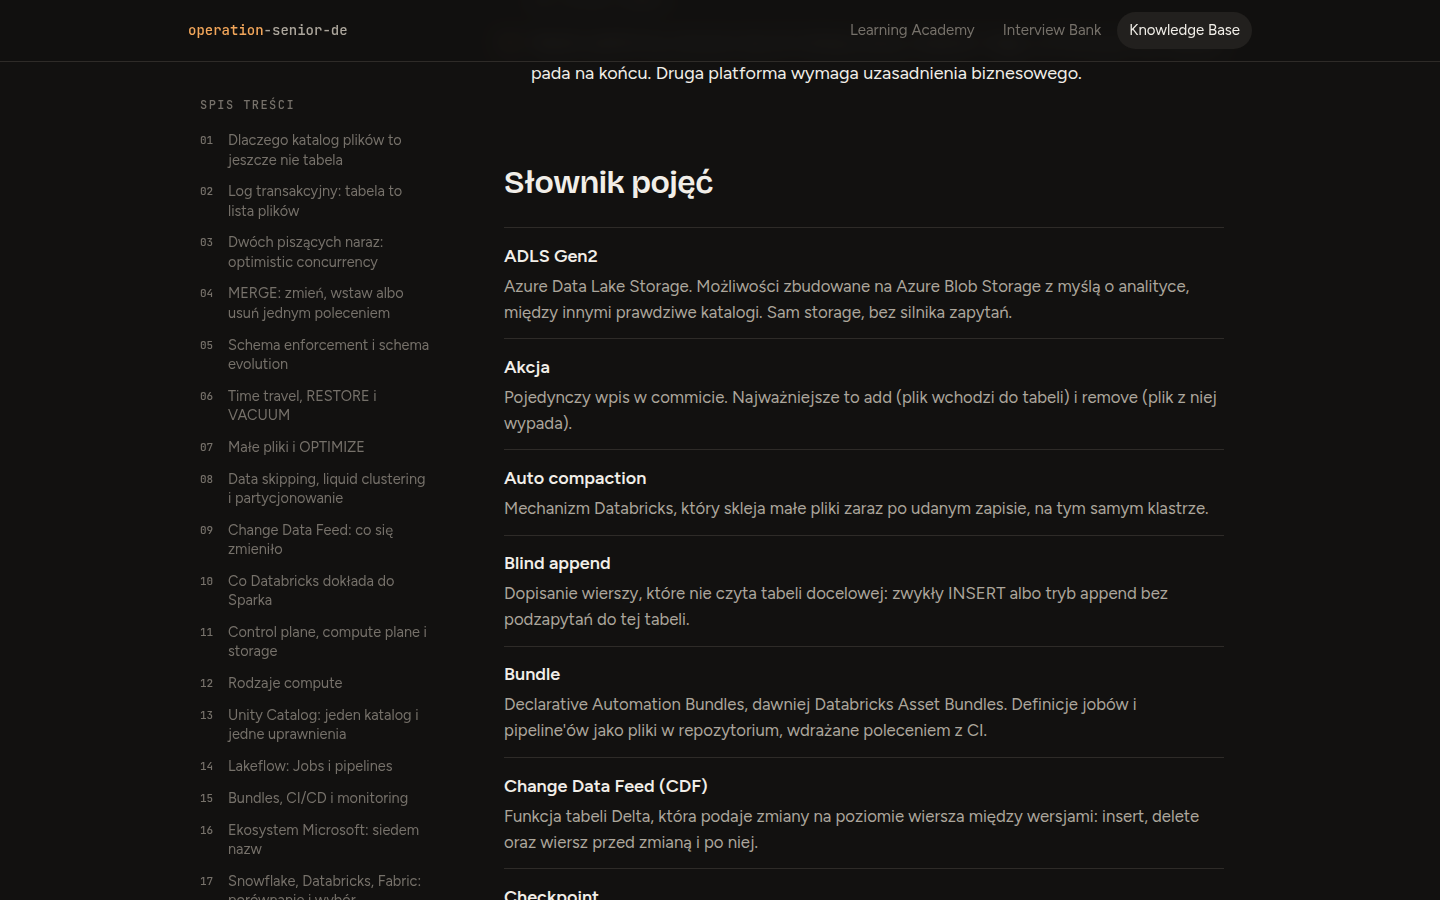 operation-senior-de
Learning Academy
Interview Bank
Knowledge Base
SPIS TREŚCI
01 Dlaczego katalog plików to
jeszcze nie tabela
02 Log transakcyjny: tabela to
lista plików
03 Dwóch piszących naraz:
optimistic concurrency
04 MERGE: zmień, wstaw albo
usuń jednym poleceniem
05 Schema enforcement i schema
evolution
06 Time travel, RESTORE i
VACUUM
07 Małe pliki i OPTIMIZE
08 Data skipping, liquid clustering
i partycjonowanie
09 Change Data Feed: co się
zmieniło
10 Co Databricks dokłada do
Sparka
11 Control plane, compute plane i
storage
12 Rodzaje compute
13 Unity Catalog: jeden katalog i
jedne uprawnienia
14 Lakeflow: Jobs i pipelines
15 Bundles, CI/CD i monitoring
16 Ekosystem Microsoft: siedem
nazw
17 Snowflake, Databricks, Fabric:
porównanie i wybór
pada na końcu. Druga platforma wymaga uzasadnienia biznesowego.
Słownik pojęć
ADLS Gen2
Azure Data Lake Storage. Możliwości zbudowane na Azure Blob Storage z myślą o analityce,
między innymi prawdziwe katalogi. Sam storage, bez silnika zapytań.
Akcja
Pojedynczy wpis w commicie. Najważniejsze to add (plik wchodzi do tabeli) i remove (plik z niej
wypada).
Auto compaction
Mechanizm Databricks, który skleja małe pliki zaraz po udanym zapisie, na tym samym klastrze.
Blind append
Dopisanie wierszy, które nie czyta tabeli docelowej: zwykły INSERT albo tryb append bez
podzapytań do tej tabeli.
Bundle
Declarative Automation Bundles, dawniej Databricks Asset Bundles. Definicje jobów i
pipeline'ów jako pliki w repozytorium, wdrażane poleceniem z CI.
Change Data Feed (CDF)
Funkcja tabeli Delta, która podaje zmiany na poziomie wiersza między wersjami: insert, delete
oraz wiersz przed zmianą i po niej.
Checkpoint